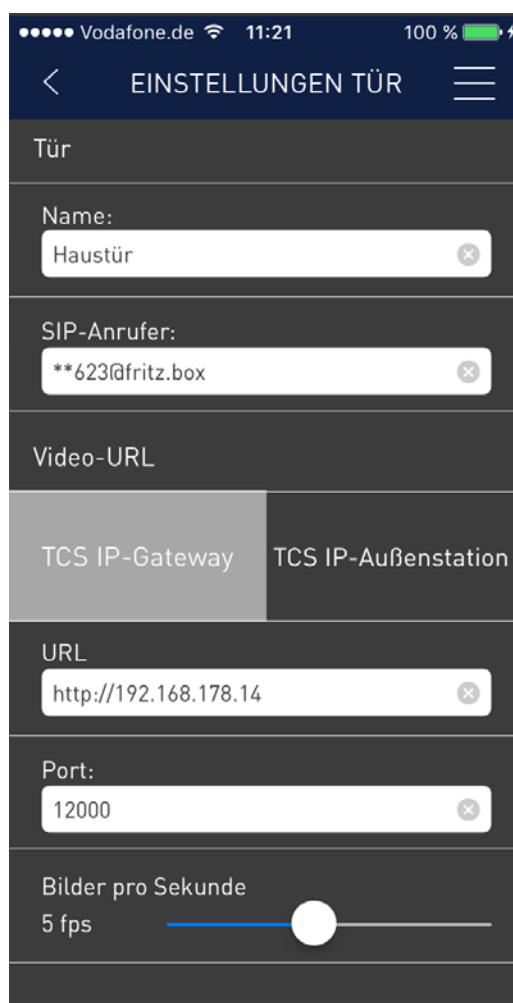 Vodafone.de 11:21 100 %
EINSTELLUNGEN TÜR
Tür
Name:
Haustür
SIP-Anrufer:
**623@fritz.box
Video-URL
TCS IP-Gateway TCS IP-Außenstation
URL
http://192.168.178.14
Port:
12000
Bilder pro Sekunde
5 fps